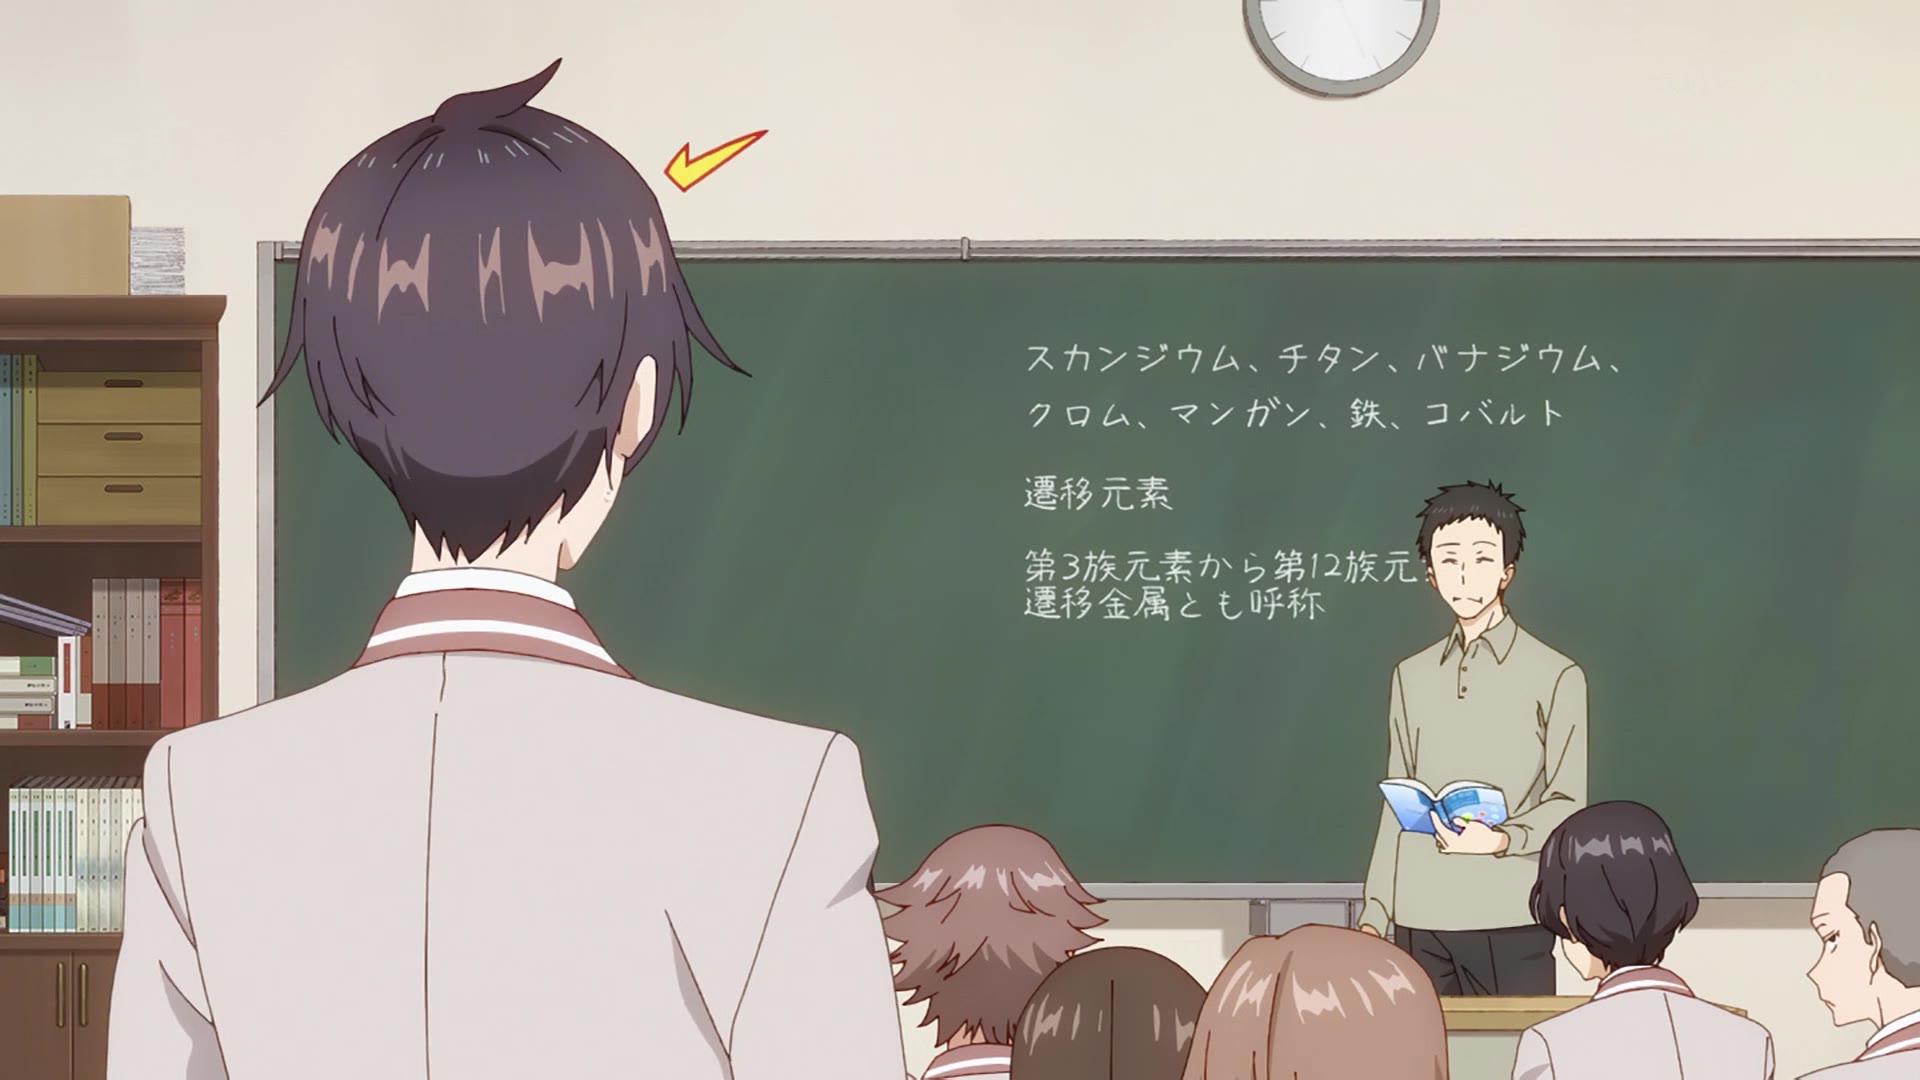 スカンジウム、チタン、バナジウム、
クロム、マンガン、鉄、コバルト
遷移元素
第3族元素から第12族元
遷移金属とも呼称